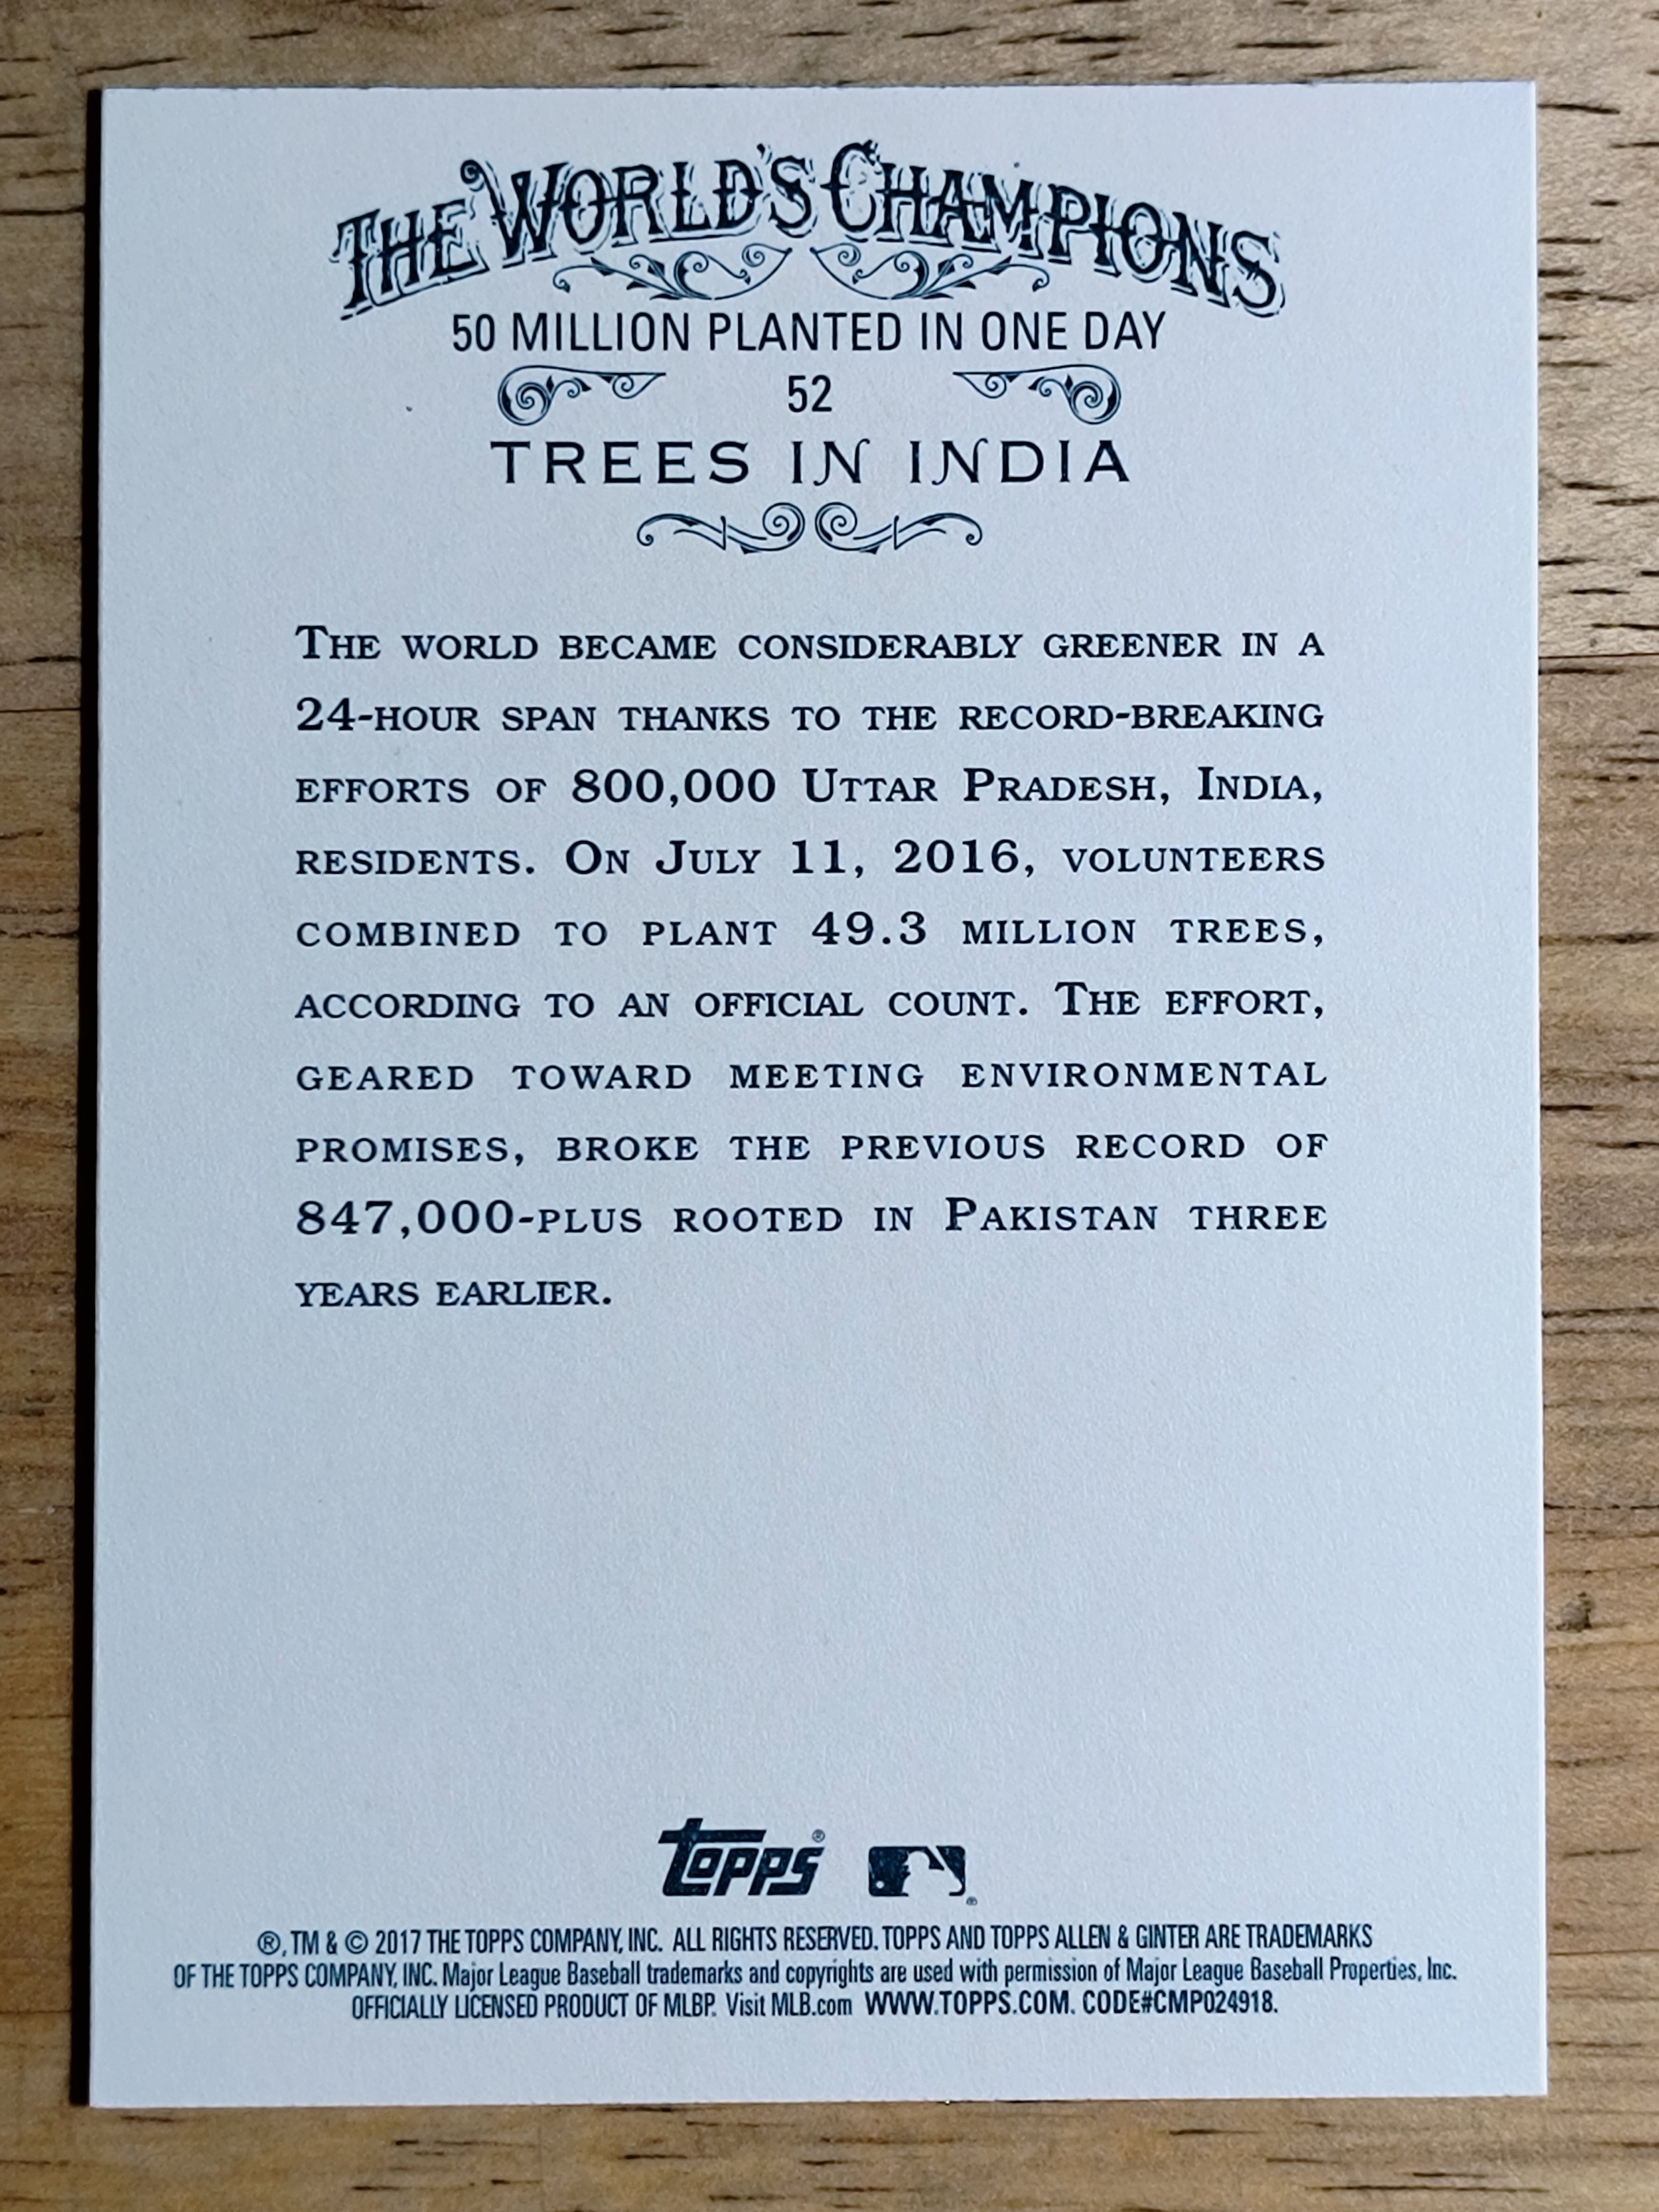 THE WORLD'S CHAMPIONS
50 MILLION PLANTED IN ONE DAY
52
TREES IN INDIA
The world became considerably greener in a
24-hour span thanks to the record-breaking
efforts of 800,000 Uttar Pradesh, India,
residents. On July 11, 2016, volunteers
combined to plant 49.3 million trees,
according to an official count. The effort,
geared toward meeting environmental
promises, broke the previous record of
847,000-plus rooted in Pakistan three
years earlier.
topps®
®
®, TM & © 2017 THE TOPPS COMPANY, INC. ALL RIGHTS RESERVED. TOPPS AND TOPPS ALLEN & GINTER ARE TRADEMARKS
OF THE TOPPS COMPANY, INC. Major League Baseball trademarks and copyrights are used with permission of Major League Baseball Properties, Inc.
OFFICIALLY LICENSED PRODUCT OF MLBP. Visit MLB.com WWW.TOPPS.COM. CODE#CMP024918.